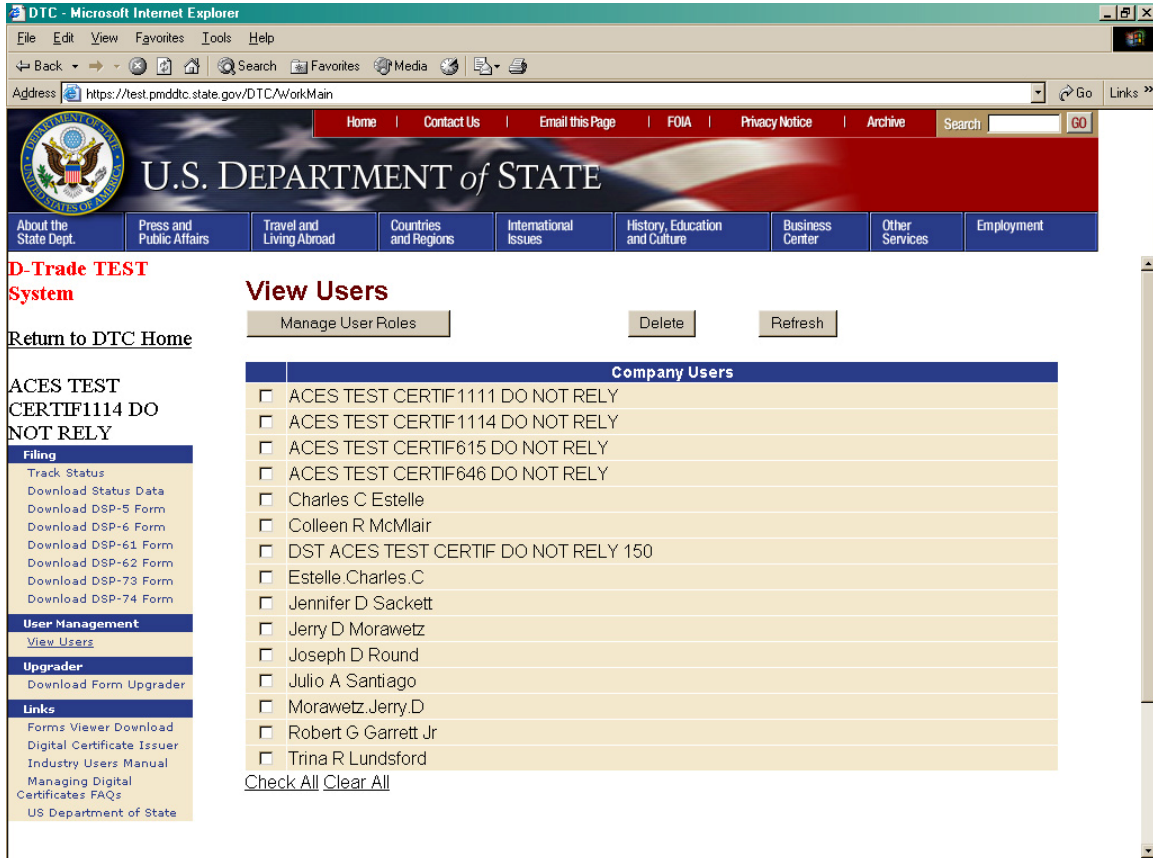 DTC - Microsoft Internet Explorer
File Edit View Favorites Tools Help
Back Search Favorites Media
Address https://test.pmddtc.state.gov/DTC/WorkMain Go Links »
Home | Contact Us | Email this Page | FOIA | Privacy Notice | Archive Search GO
U.S. DEPARTMENT of STATE
About the State Dept.
Press and Public Affairs
Travel and Living Abroad
Countries and Regions
International Issues
History, Education and Culture
Business Center
Other Services
Employment
D-Trade TEST
System
Return to DTC Home
ACES TEST
CERTIF1114 DO
NOT RELY
Filing
Track Status
Download Status Data
Download DSP-5 Form
Download DSP-6 Form
Download DSP-61 Form
Download DSP-62 Form
Download DSP-73 Form
Download DSP-74 Form
User Management
View Users
Upgrader
Download Form Upgrader
Links
Forms Viewer Download
Digital Certificate Issuer
Industry Users Manual
Managing Digital
Certificates FAQs
US Department of State
View Users
Manage User Roles Delete Refresh
Company Users
ACES TEST CERTIF1111 DO NOT RELY
ACES TEST CERTIF1114 DO NOT RELY
ACES TEST CERTIF615 DO NOT RELY
ACES TEST CERTIF646 DO NOT RELY
Charles C Estelle
Colleen R McMlair
DST ACES TEST CERTIF DO NOT RELY 150
Estelle.Charles.C
Jennifer D Sackett
Jerry D Morawetz
Joseph D Round
Julio A Santiago
Morawetz.Jerry.D
Robert G Garrett Jr
Trina R Lundsford
Check All Clear All